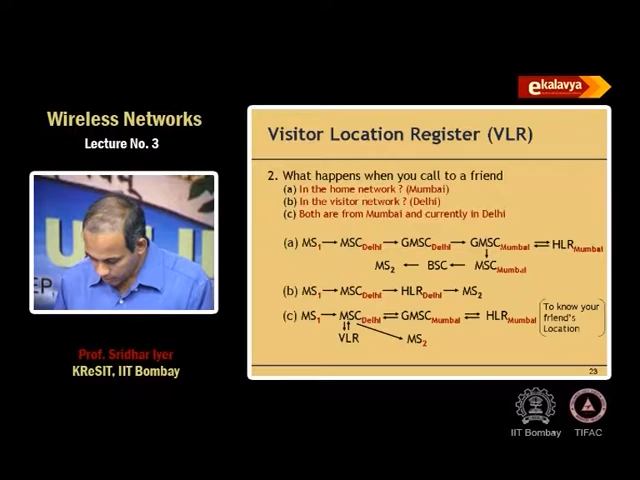 ekalavya
Wireless Networks
Lecture No. 3
Visitor Location Register (VLR)
2. What happens when you call to a friend
(a) In the home network ? (Mumbai)
(b) In the visitor network ? (Delhi)
(c) Both are from Mumbai and currently in Delhi
(a) MS1 → MSCDelhi → GMSCDelhi → GMSCMumbai ⇌ HLRMumbai
MS2 ← BSC ← MSCMumbai
(b) MS1 → MSCDelhi → HLRDelhi → MS2
(c) MS1 → MSCDelhi ⇌ GMSCMumbai ⇌ HLRMumbai
To know your
friend's
Location
VLR MS2
23
Prof. Sridhar Iyer
KReSIT, IIT Bombay
IIT Bombay
TIFAC